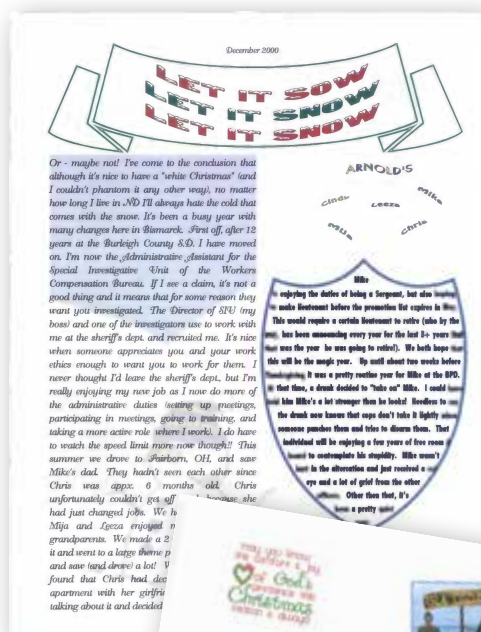 December 2000
LET IT SOW
LET IT SNOW
LET IT SNOW
Or - maybe not! I've come to the conclusion that
although it's nice to have a "white Christmas" (and
I couldn't phantom it any other way), no matter
how long I live in ND I'll always hate the cold that
comes with the snow. It's been a busy year with
many changes here in Bismarck. First off, after 12
years at the Burleigh County S.D. I have moved
on. I'm now the Administrative Assistant for the
Special Investigative Unit of the Workers
Compensation Bureau. If I see a claim, it's not a
good thing and it means that for some reason they
want you investigated. The Director of SIU (my
boss) and one of the investigators use to work with
me at the sheriff's dept. and recruited me. It's nice
when someone appreciates you and your work
ethics enough to want you to work for them. I
never thought I'd leave the sheriff's dept., but I'm
really enjoying my new job as I now do more of
the administrative duties (setting up meetings,
participating in meetings, going to training, and
taking a more active role where I work). I do have
to watch the speed limit more now though!! This
summer we drove to Fairborn, OH, and saw
Mike's dad. They hadn't seen each other since
Chris was appx. 6 months old. Chris
unfortunately couldn't get off because she
had just changed jobs. We h
Mija and Leeza enjoyed m
grandparents. We made a 2
it and went to a large theme p
and saw (and drove) a lot! W
found that Chris had dec
apartment with her girlfri
talking about it and decided
ARNOLD'S
Cindy Leeza Mike
Mija Chris
Mike
enjoying the duties of being a Sergeant, but also
make lieutenant before the promotion list expires in
This would require a certain lieutenant to retire (who by the
has been announcing every year for the last 5+ years
was the year he was going to retire!). We both hope
this will be the magic year. Up until about two weeks before
it was a pretty routine year for Mike at the BPD.
that time, a drunk decided to "take on" Mike. I could
him Mike's a lot stronger than he looks! Needless to
the drunk now knows that cops don't take it lightly
someone punches them and tries to disarm them. That
individual will be enjoying a few years of free room
to contemplate his stupidity. Mike wasn't
in the altercation and just received a
eye and a lot of grief from the other
Other than that, it's
a pretty
may you know
of God's
Christmas
season & always